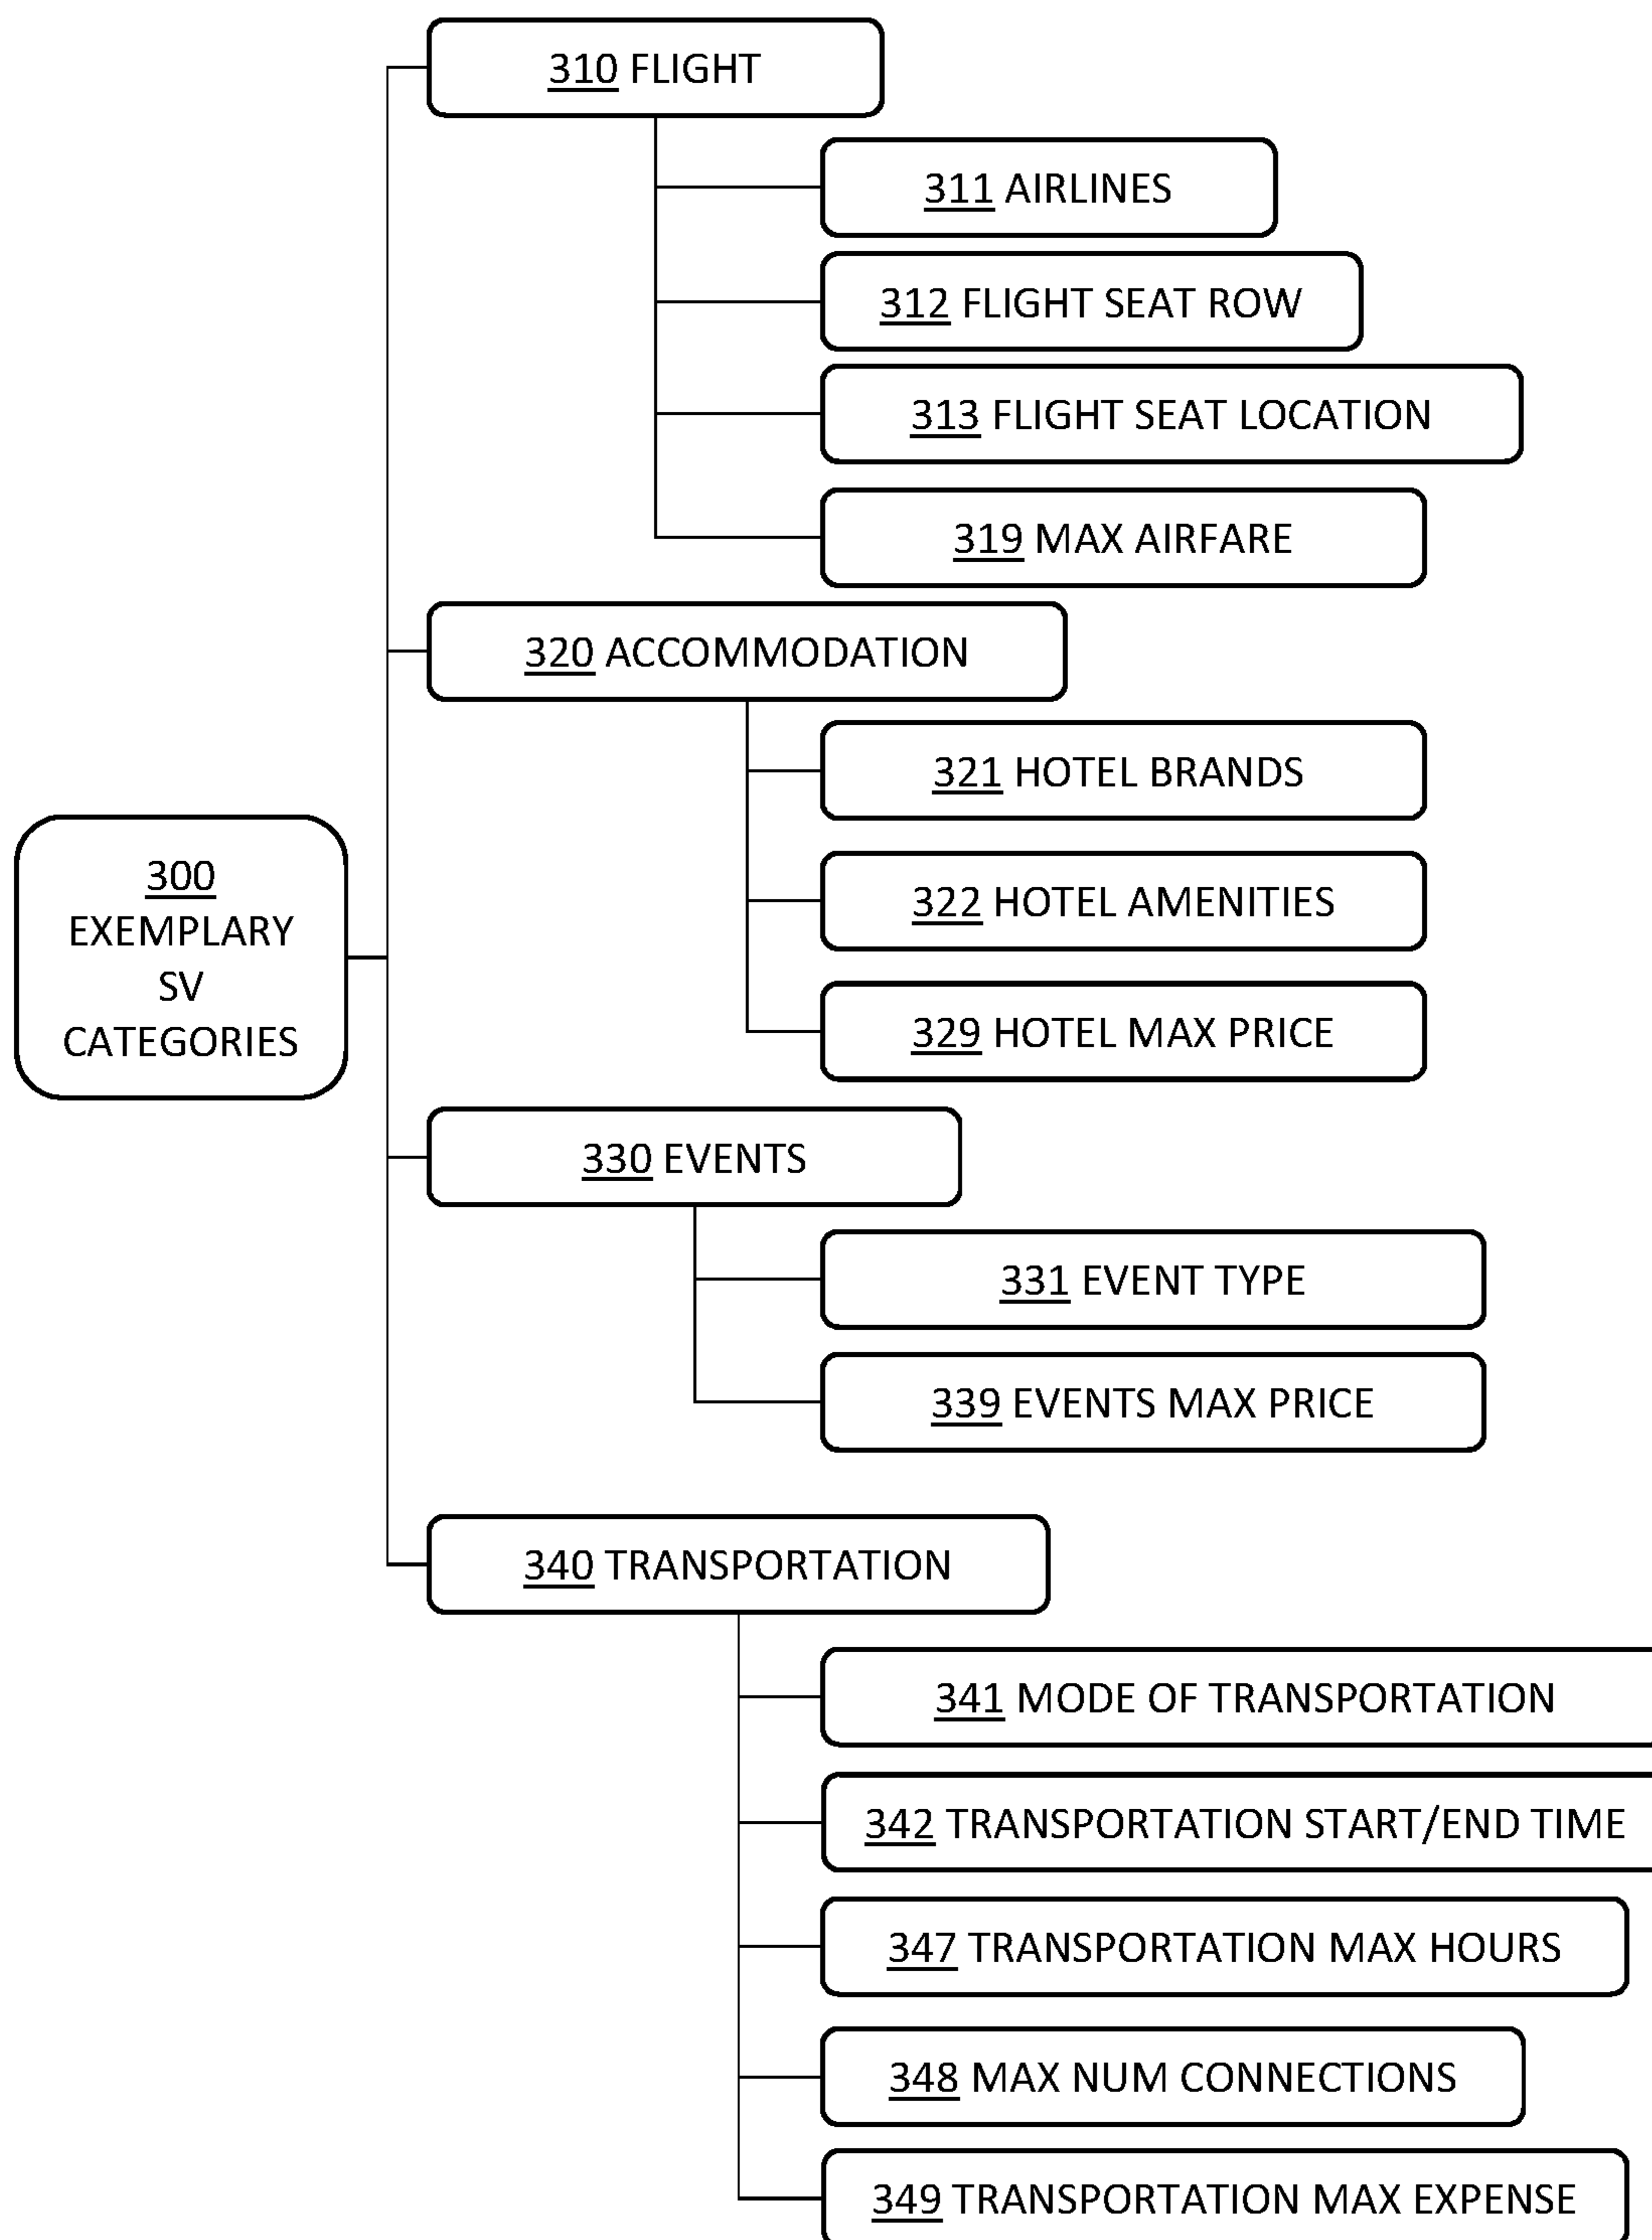 310 FLIGHT
311 AIRLINES
312 FLIGHT SEAT ROW
313 FLIGHT SEAT LOCATION
319 MAX AIRFARE
320 ACCOMMODATION
321 HOTEL BRANDS
322 HOTEL AMENITIES
329 HOTEL MAX PRICE
300
EXEMPLARY
SV
CATEGORIES
330 EVENTS
331 EVENT TYPE
339 EVENTS MAX PRICE
340 TRANSPORTATION
341 MODE OF TRANSPORTATION
342 TRANSPORTATION START/END TIME
347 TRANSPORTATION MAX HOURS
348 MAX NUM CONNECTIONS
349 TRANSPORTATION MAX EXPENSE